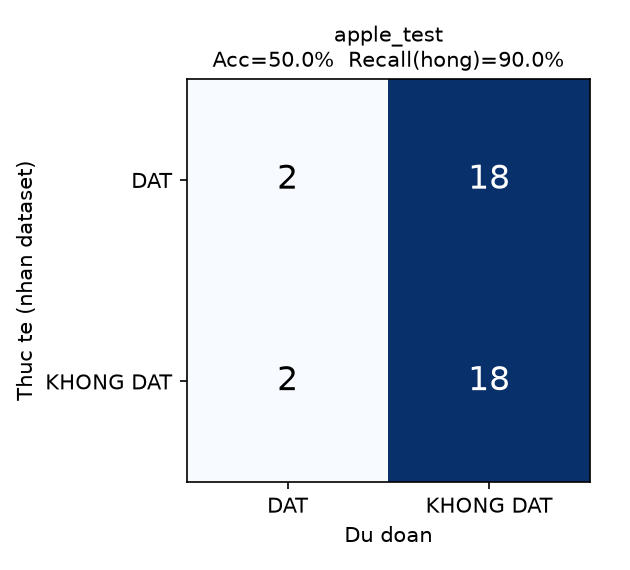 apple_test
Acc=50.0%  Recall(hong)=90.0%
Thuc te (nhan dataset)
DAT
2
18
KHONG DAT
2
18
DAT
KHONG DAT
Du doan